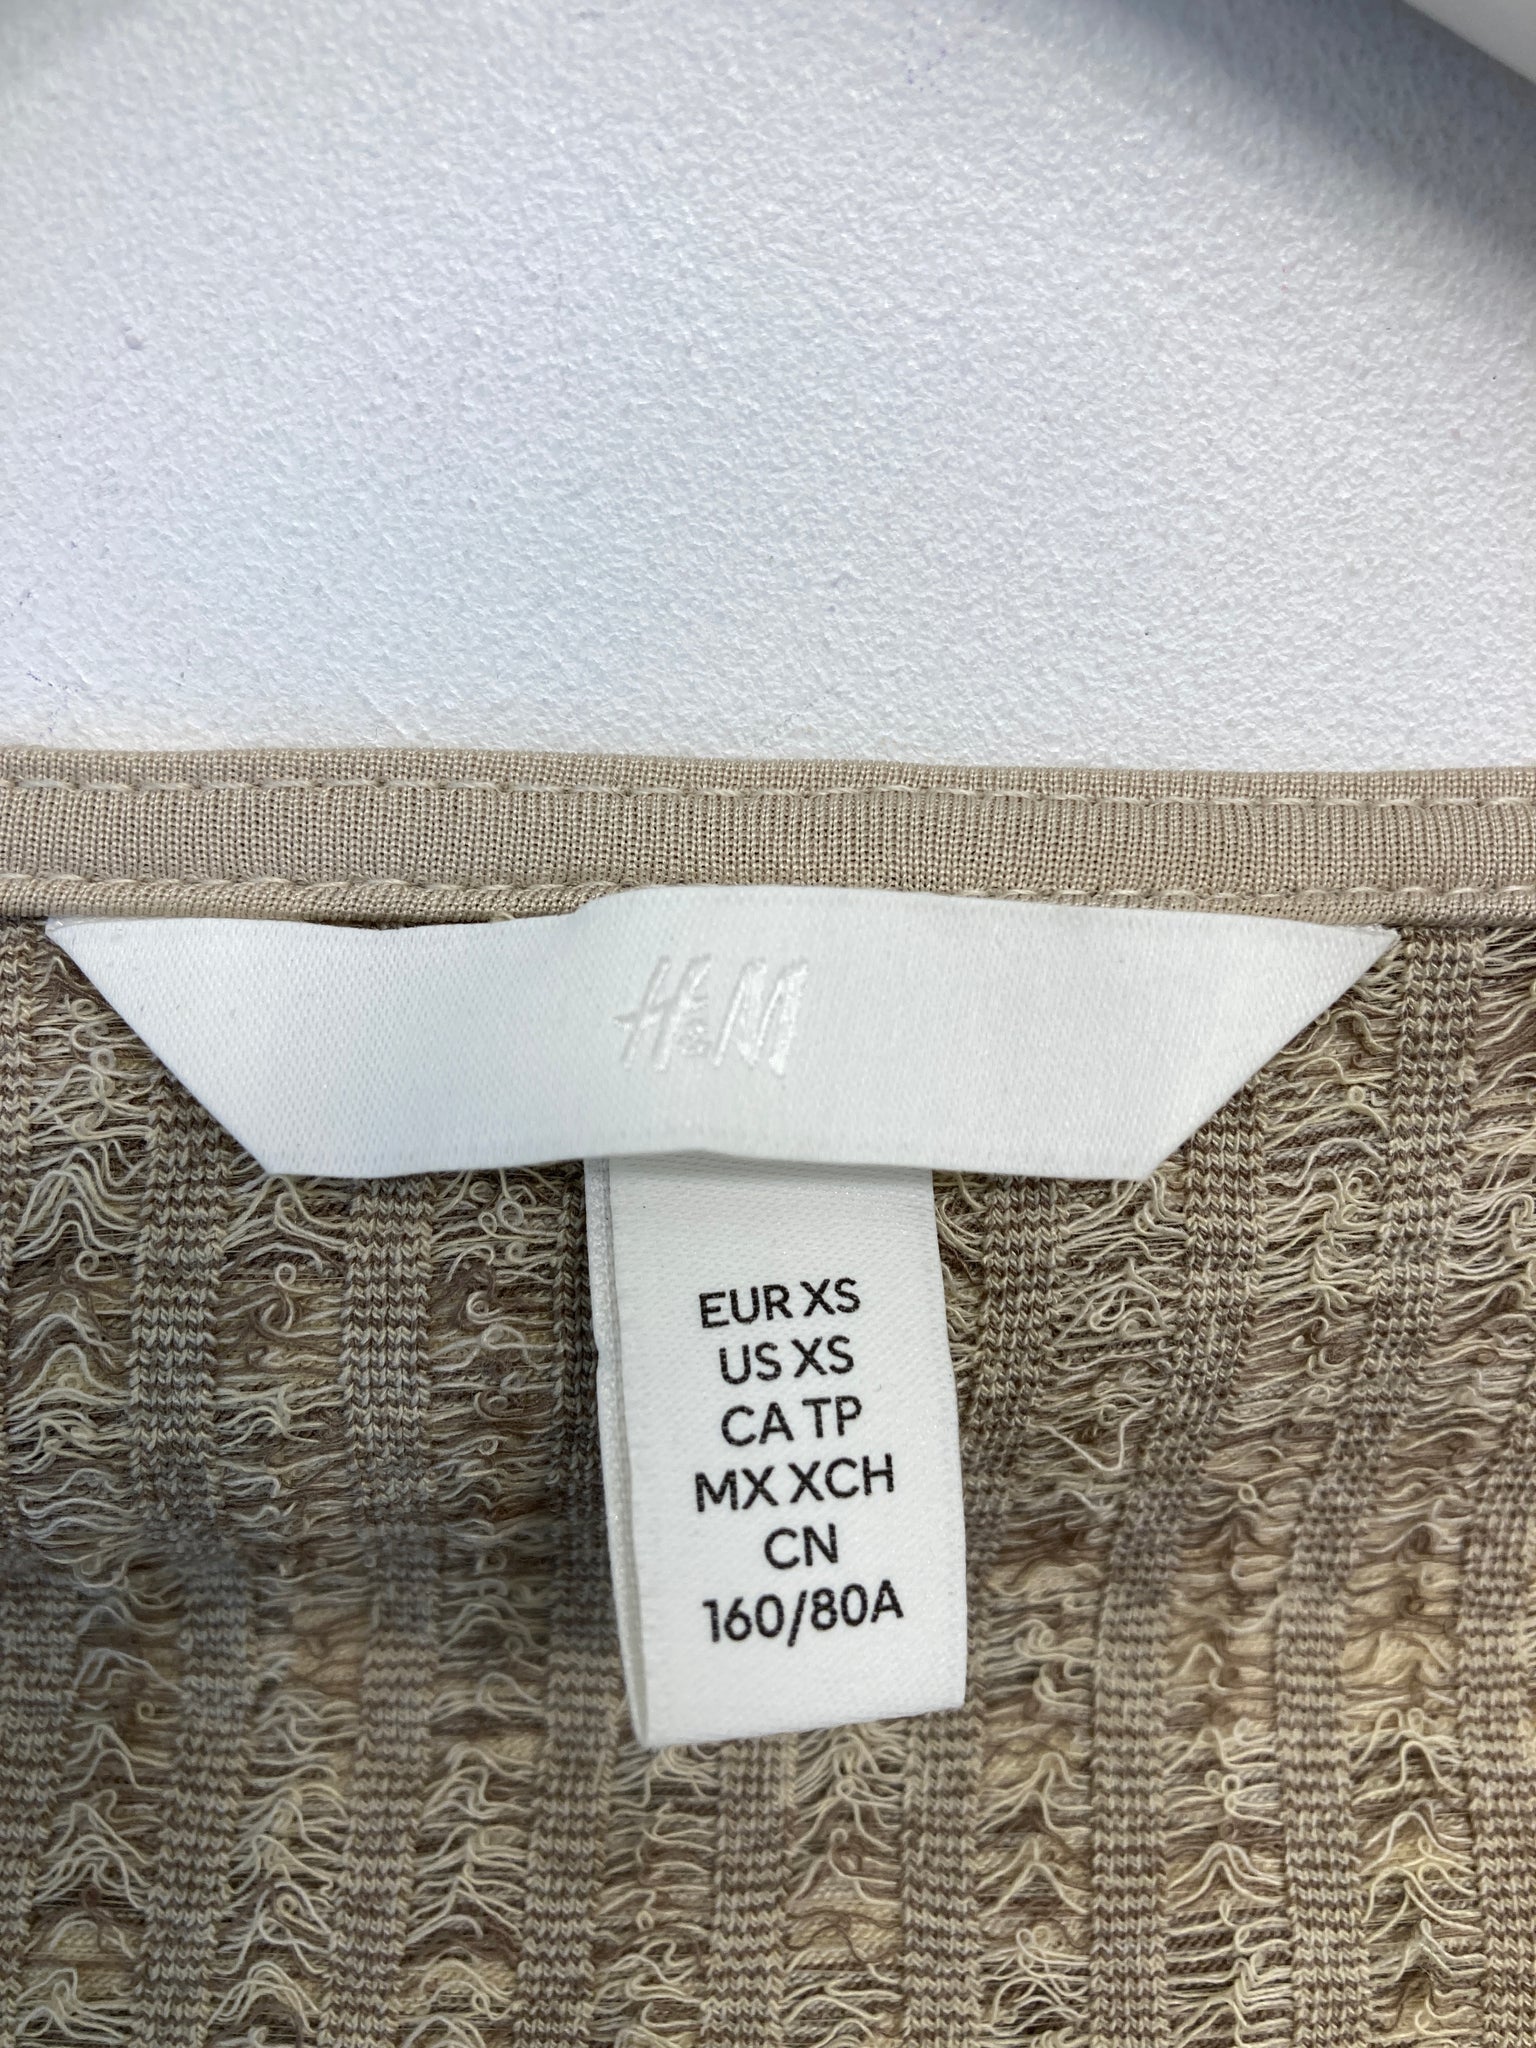 H&M
EUR XS
US XS
CA TP
MX XCH
CN
160/80A